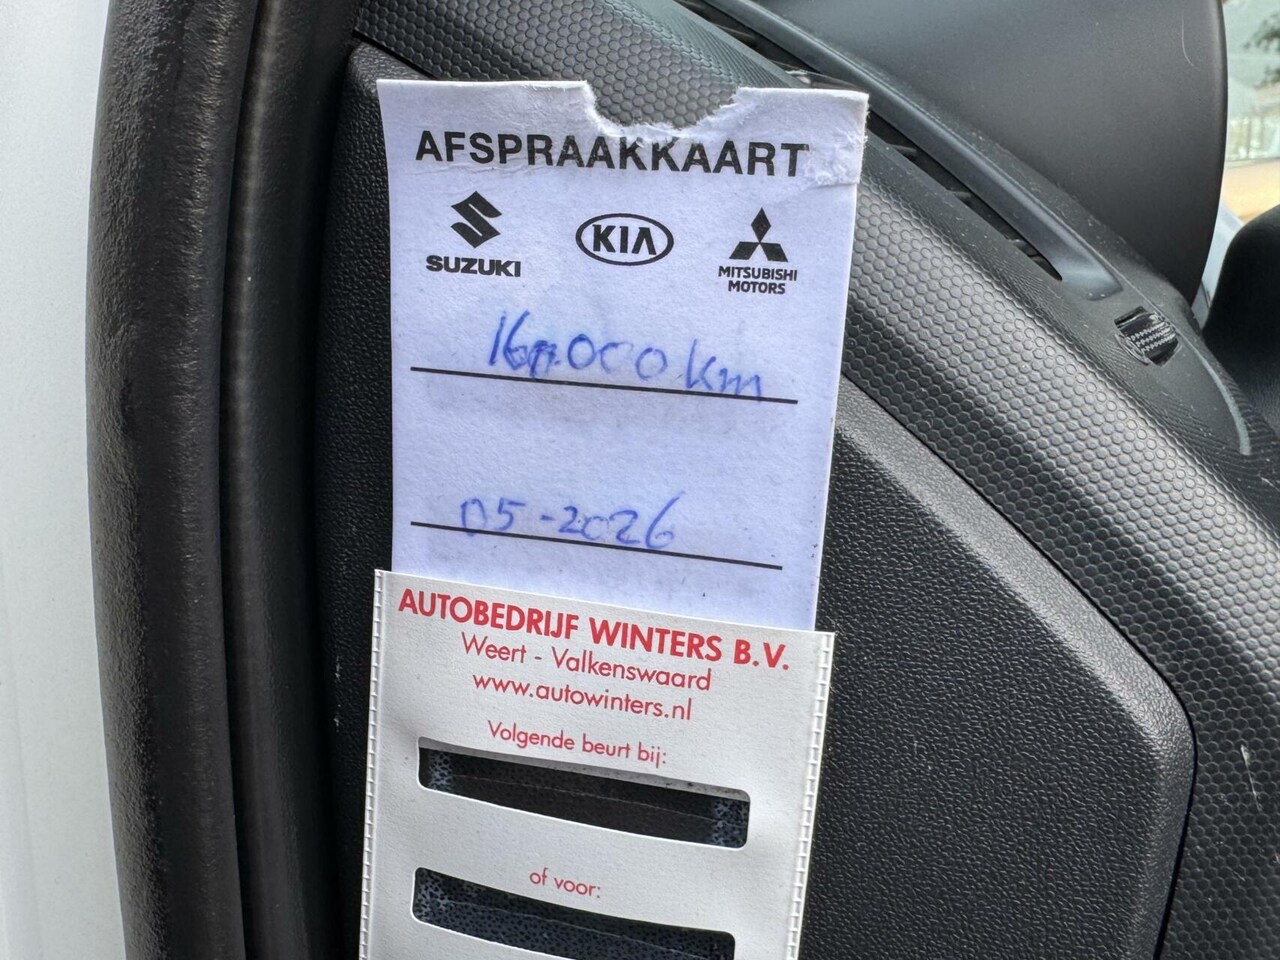 AFSPRAAKKAART
SUZUKI
KIA
MITSUBISHI
MOTORS
160.000 km
05-2026
AUTOBEDRIJF WINTERS B.V.
Weert - Valkenswaard
www.autowinters.nl
Volgende beurt bij:
of voor: